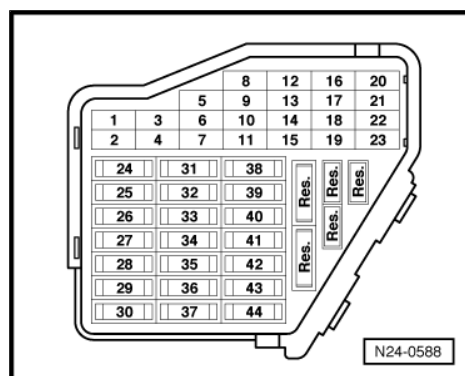 8 12 16 20
5 9 13 17 21
1 3 6 10 14 18 22
2 4 7 11 15 19 23
24 31 38 Res. Res. Res.
25 32 39
26 33 40 Res.
27 34 41 Res.
28 35 42
29 36 43
30 37 44
N24-0588